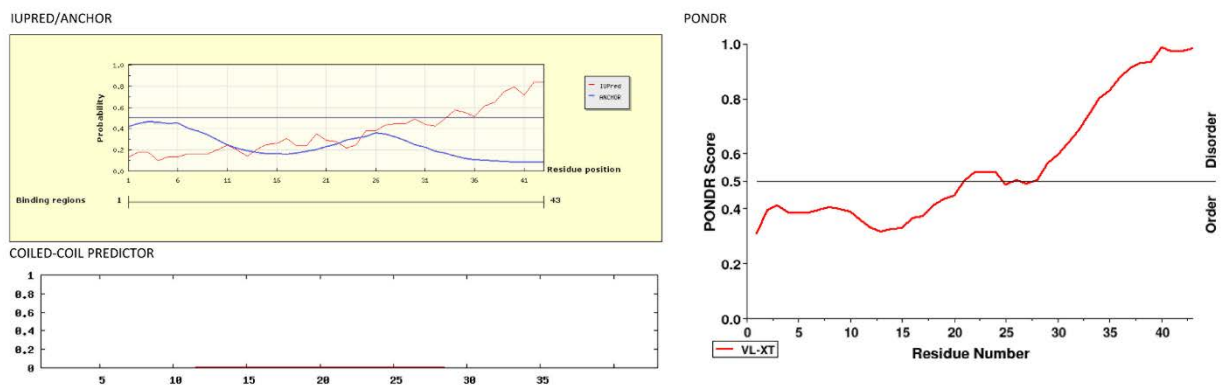 IUPRED/ANCHOR
1.0
0.8
0.6
0.4
0.2
0.0
Probability
1 6 11 16 21 26 31 36 41
Residue position
IUPred
ANCHOR
Binding regions 1 43
COILED-COIL PREDICTOR
1
0.8
0.6
0.4
0.2
0
5 10 15 20 25 30 35
PONDR
1.0
0.8
0.6
0.5
0.4
0.2
0.0
PONDR Score
Disorder
Order
0 5 10 15 20 25 30 35 40
VL-XT
Residue Number